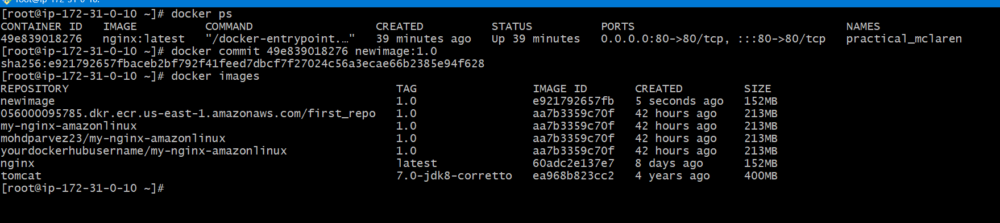 root@ip-172-31-0-10:
[root@ip-172-31-0-10 ~]# docker ps
CONTAINER ID   IMAGE          COMMAND                  CREATED          STATUS          PORTS                               NAMES
49e839018276   nginx:latest   "/docker-entrypoint.…"   39 minutes ago   Up 39 minutes   0.0.0.0:80->80/tcp, :::80->80/tcp   practical_mclaren
[root@ip-172-31-0-10 ~]# docker commit 49e839018276 newimage:1.0
sha256:e921792657fbaceb2bf792f41feed7dbcf7f27024c56a3ecae66b2385e94f628
[root@ip-172-31-0-10 ~]# docker images
REPOSITORY                                                TAG                 IMAGE ID       CREATED         SIZE
newimage                                                  1.0                 e921792657fb   5 seconds ago   152MB
056000095785.dkr.ecr.us-east-1.amazonaws.com/first_repo   1.0                 aa7b3359c70f   42 hours ago    213MB
my-nginx-amazonlinux                                      1.0                 aa7b3359c70f   42 hours ago    213MB
mohdparvez23/my-nginx-amazonlinux                         1.0                 aa7b3359c70f   42 hours ago    213MB
yourdockerhubusername/my-nginx-amazonlinux                1.0                 aa7b3359c70f   42 hours ago    213MB
nginx                                                     latest              60adc2e137e7   8 days ago      152MB
tomcat                                                    7.0-jdk8-corretto   ea968b823cc2   4 years ago     400MB
[root@ip-172-31-0-10 ~]#